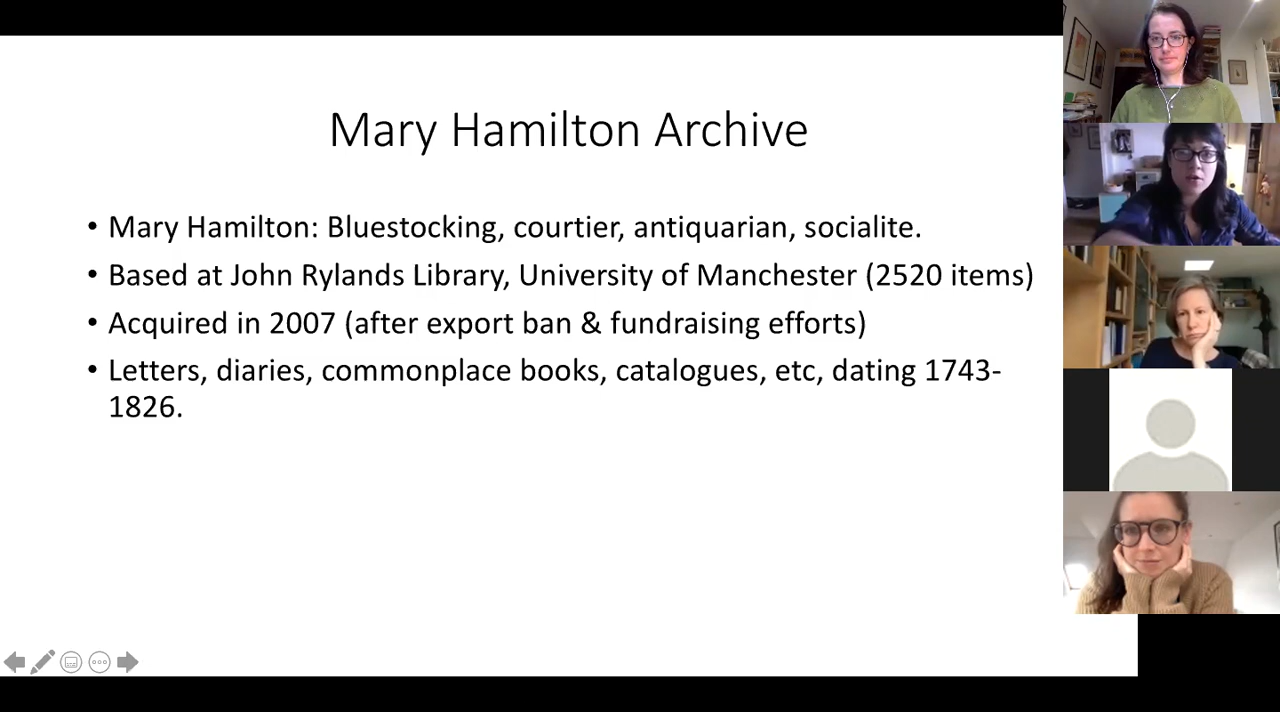 Mary Hamilton Archive
• Mary Hamilton: Bluestocking, courtier, antiquarian, socialite.
• Based at John Rylands Library, University of Manchester (2520 items)
• Acquired in 2007 (after export ban & fundraising efforts)
• Letters, diaries, commonplace books, catalogues, etc, dating 1743-
1826.